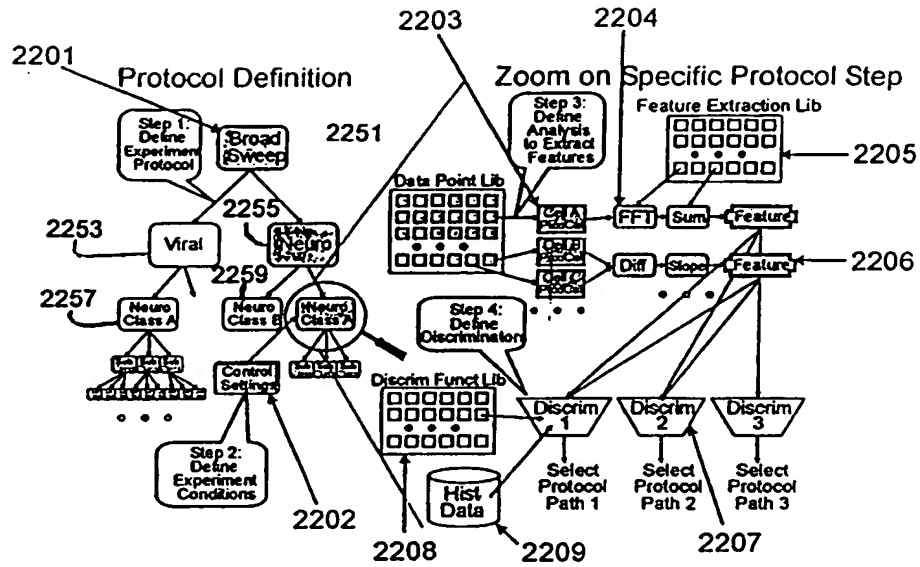 2203
2204
2201
Protocol Definition
Zoom on Specific Protocol Step
Step 1:
Define
Experiment
Protocol
Broad
Sweep
2251
Step 3:
Define
Analysis
to Extract
Features
Feature Extraction Lib
2205
Data Point Lib
2255
2253
Viral
Neuro
Cell A
FFT
Sum
Feature
Cell B
Diff
Slope
Feature
2206
Cell C
2259
2257
Neuro
Class A
Neuro
Class B
Neuro
Class A
Step 4:
Define
Discriminators
Control
Settings
Discrim Funct Lib
Discrim
1
Discrim
2
Discrim
3
Step 2:
Define
Experiment
Conditions
Select
Protocol
Path 1
Select
Protocol
Path 2
Select
Protocol
Path 3
Hist
Data
2202
2208
2209
2207